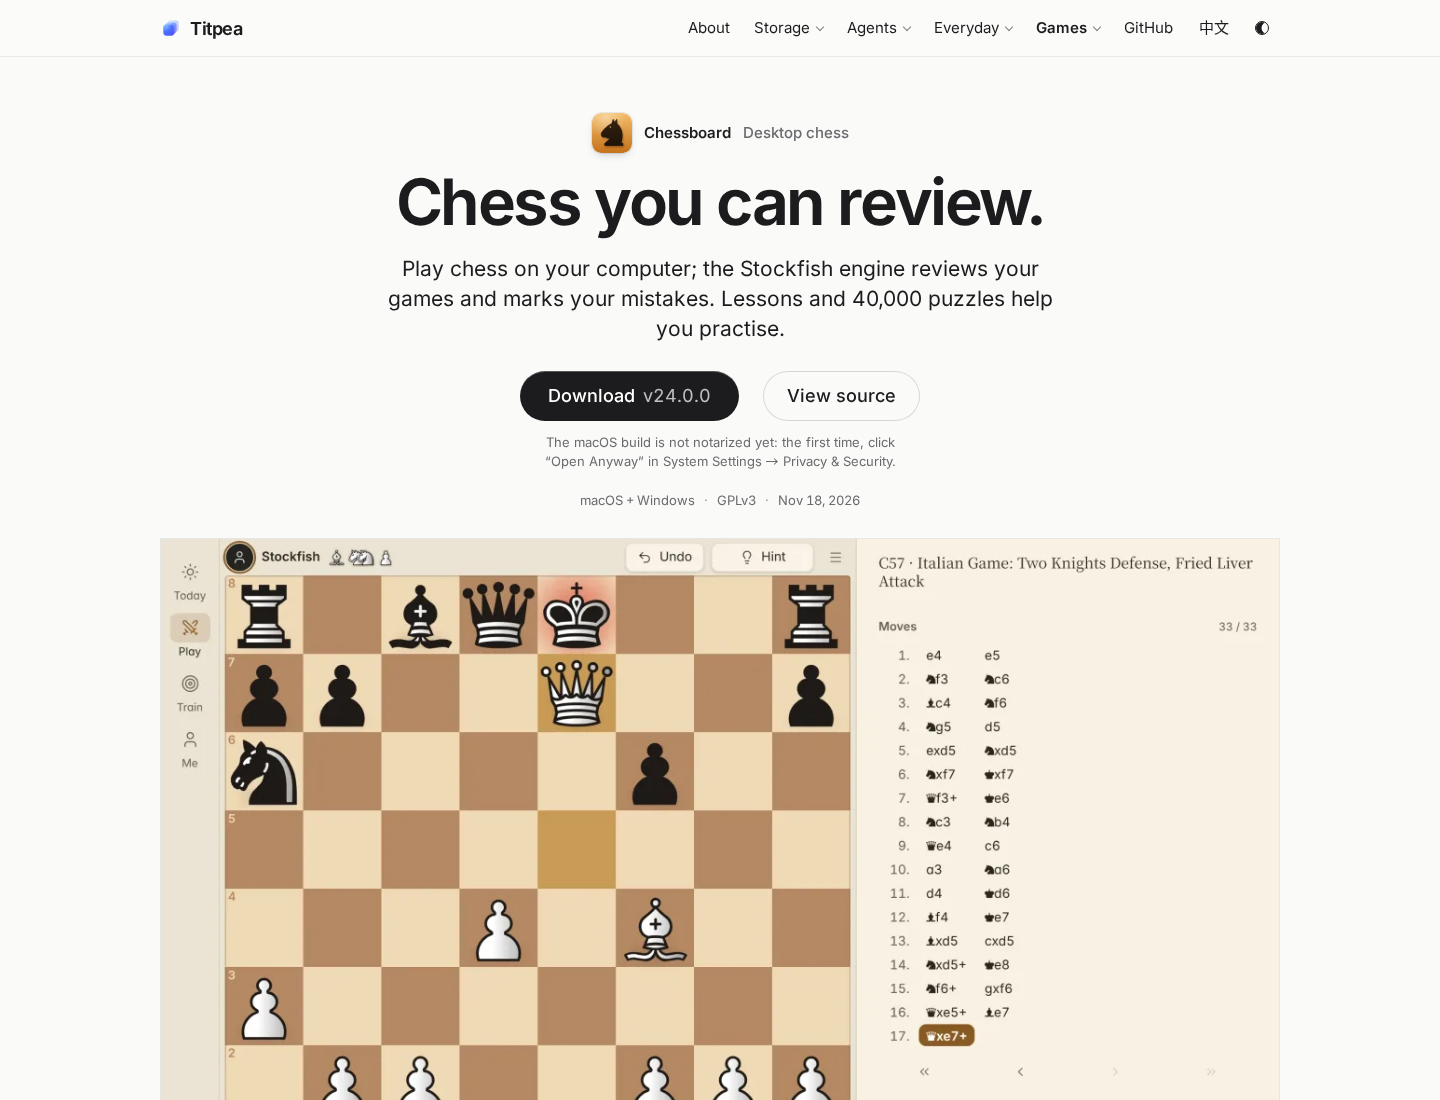 Titpea
About
Storage
Agents
Everyday
Games
GitHub
中文
Chessboard Desktop chess
Chess you can review.
Play chess on your computer; the Stockfish engine reviews your
games and marks your mistakes. Lessons and 40,000 puzzles help
you practise.
Download v24.0.0
View source
The macOS build is not notarized yet: the first time, click
“Open Anyway” in System Settings → Privacy & Security.
macOS + Windows · GPLv3 · Nov 18, 2026
Today
Play
Train
Me
Stockfish
Undo
Hint
8
7
6
5
4
3
2
C57 · Italian Game: Two Knights Defense, Fried Liver
Attack
Moves 33 / 33
1. e4 e5
2. ♞f3 ♞c6
3. ♝c4 ♞f6
4. ♞g5 d5
5. exd5 ♞xd5
6. ♞xf7 ♚xf7
7. ♛f3+ ♚e6
8. ♞c3 ♞b4
9. ♛e4 c6
10. a3 ♞a6
11. d4 ♚d6
12. ♝f4 ♚e7
13. ♝xd5 cxd5
14. ♞xd5+ ♚e8
15. ♞f6+ gxf6
16. ♛xe5+ ♝e7
17. ♛xe7+